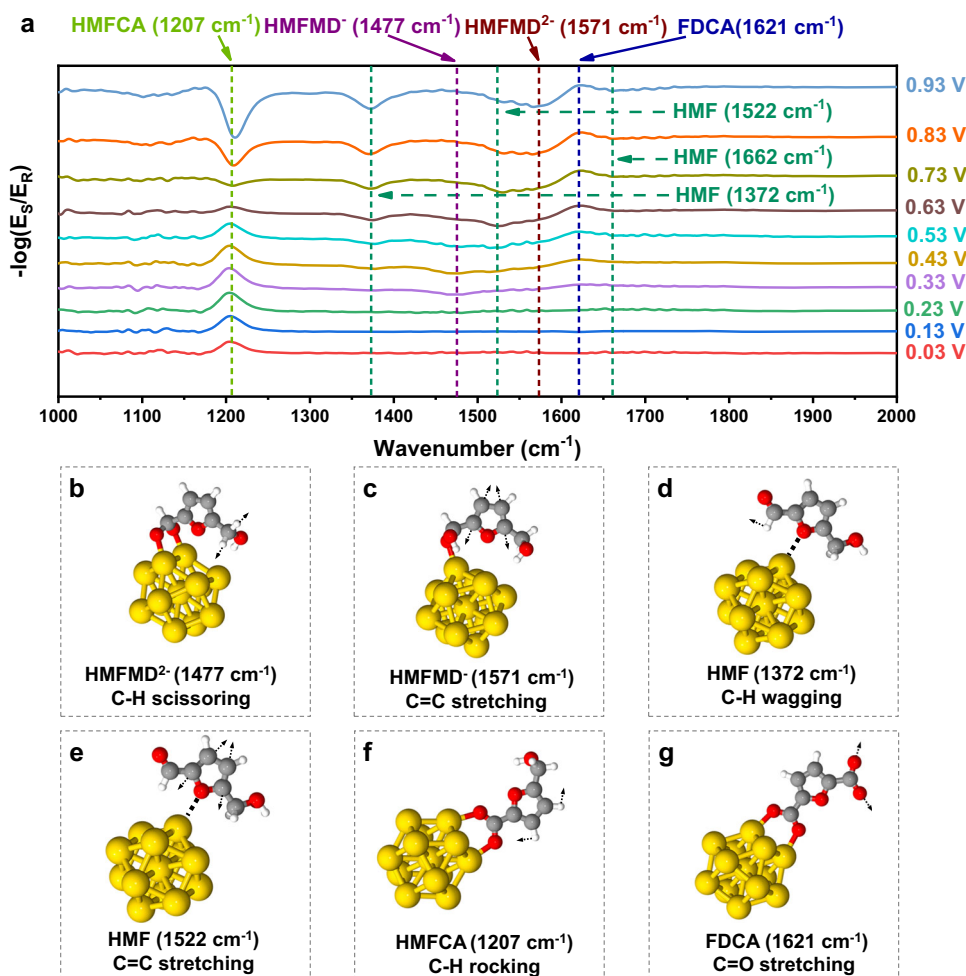 a
HMFCA (1207 cm⁻¹) HMFMD⁻ (1477 cm⁻¹) HMFMD²⁻ (1571 cm⁻¹) FDCA(1621 cm⁻¹)
-log(E_S/E_R)
0.93 V
HMF (1522 cm⁻¹)
0.83 V
HMF (1662 cm⁻¹)
0.73 V
HMF (1372 cm⁻¹)
0.63 V
0.53 V
0.43 V
0.33 V
0.23 V
0.13 V
0.03 V
1000 1100 1200 1300 1400 1500 1600 1700 1800 1900 2000
Wavenumber (cm⁻¹)
b
HMFMD²⁻ (1477 cm⁻¹)
C-H scissoring
c
HMFMD⁻ (1571 cm⁻¹)
C=C stretching
d
HMF (1372 cm⁻¹)
C-H wagging
e
HMF (1522 cm⁻¹)
C=C stretching
f
HMFCA (1207 cm⁻¹)
C-H rocking
g
FDCA (1621 cm⁻¹)
C=O stretching